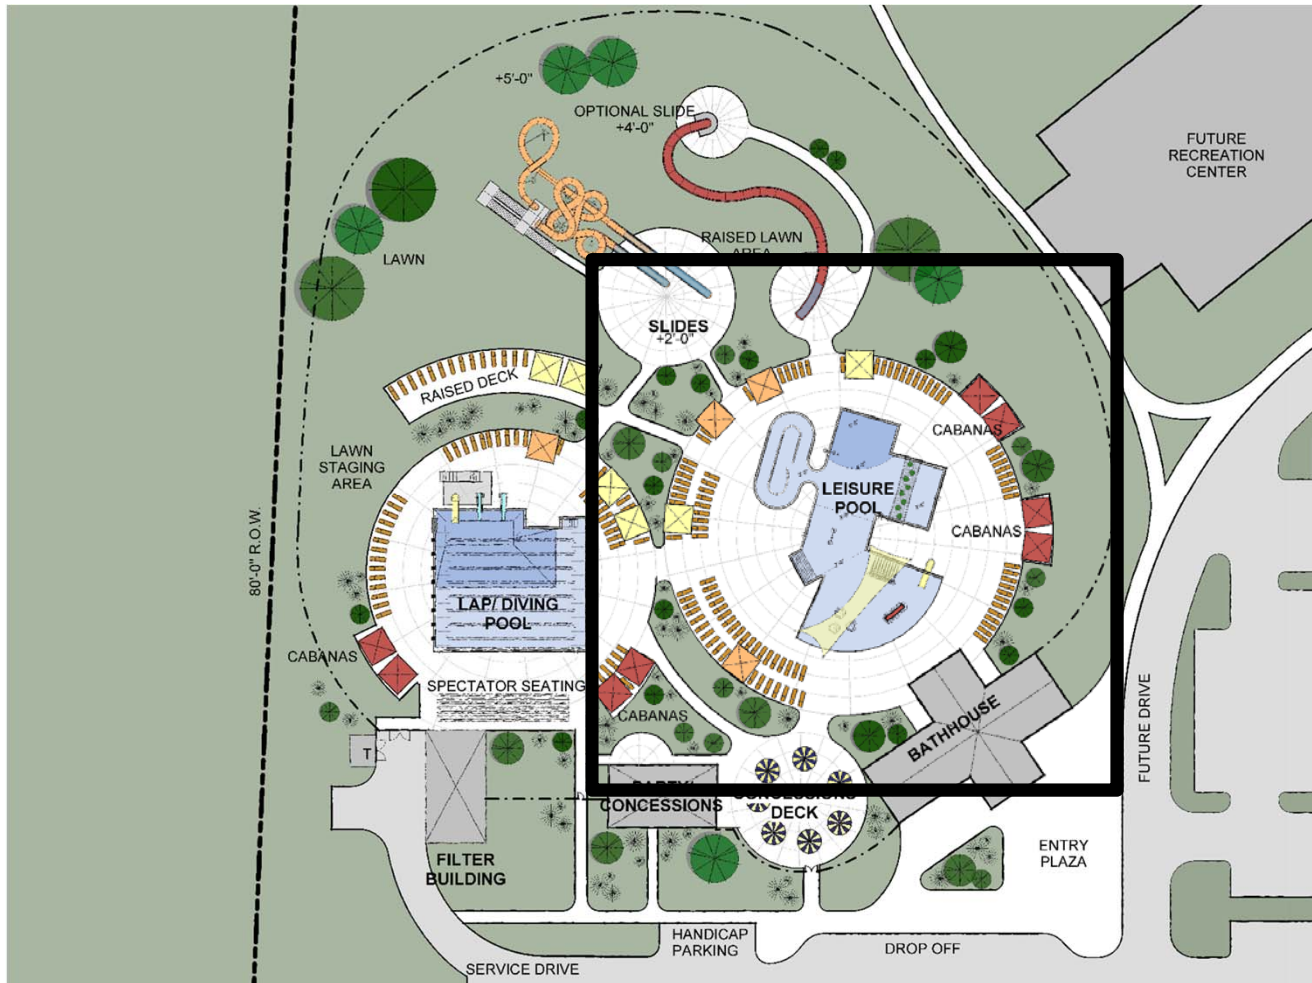 +5'-0"
OPTIONAL SLIDE
+4'-0"
FUTURE
RECREATION
CENTER
RAISED LAWN
AREA
LAWN
SLIDES
+2'-0"
RAISED DECK
CABANAS
LAWN
STAGING
AREA
LEISURE
POOL
CABANAS
80'-0" R.O.W.
LAP/ DIVING
POOL
CABANAS
SPECTATOR SEATING
CABANAS
BATHHOUSE
FUTURE DRIVE
T
CONCESSIONS
CONCESSIONS
DECK
ENTRY
PLAZA
FILTER
BUILDING
HANDICAP
PARKING
DROP OFF
SERVICE DRIVE